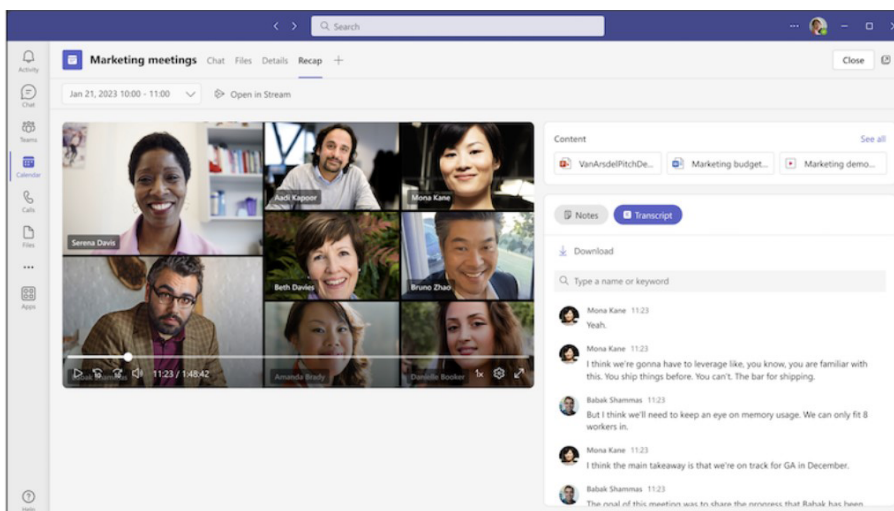 Search
Activity
Chat
Teams
Calendar
Calls
Files
Apps
Marketing meetings Chat Files Details Recap
Close
Jan 21, 2023 10:00 - 11:00
Open in Stream
Serena Davis
Aadi Kapoor
Mona Kane
Beth Davies
Bruno Zhao
Babak Shammas
Amanda Brady
Danielle Booker
11:23 / 1:48:42
1x
Content See all
VanArsdelPitchDe...
Marketing budget...
Marketing demo...
Notes Transcript
Download
Type a name or keyword
Mona Kane 11:23
Yeah.
Mona Kane 11:23
I think we're gonna have to leverage like, you know, you are familiar with
this. You ship things before. You can't. The bar for shipping.
Babak Shammas 11:23
But I think we'll need to keep an eye on memory usage. We can only fit 8
workers in.
Mona Kane 11:23
I think the main takeaway is that we're on track for GA in December.
Babak Shammas 11:23
The goal of this meeting was to share the progress that Babak has been
Help